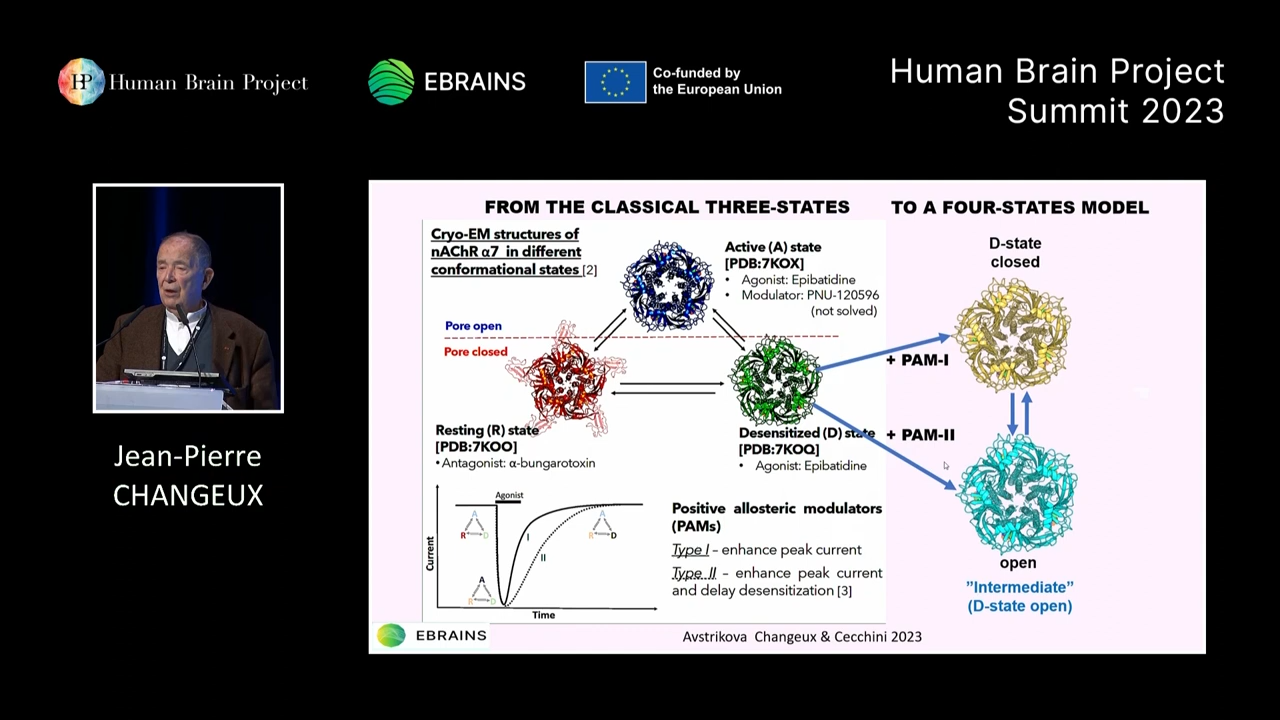 HP Human Brain Project
EBRAINS
Co-funded by
the European Union
Human Brain Project
Summit 2023
Jean-Pierre
CHANGEUX
FROM THE CLASSICAL THREE-STATES
TO A FOUR-STATES MODEL
Cryo-EM structures of
nAChR α7 in different
conformational states [2]
Active (A) state
[PDB:7KOX]
• Agonist: Epibatidine
• Modulator: PNU-120596
(not solved)
Pore open
Pore closed
Resting (R) state
[PDB:7KOO]
• Antagonist: α-bungarotoxin
Desensitized (D) state
[PDB:7KOQ]
• Agonist: Epibatidine
D-state
closed
+ PAM-I
+ PAM-II
open
"Intermediate"
(D-state open)
Agonist
A
R D
A
R D
A
R D
I
II
Current
Time
Positive allosteric modulators
(PAMs)
Type I – enhance peak current
Type II – enhance peak current
and delay desensitization [3]
EBRAINS
Avstrikova Changeux & Cecchini 2023